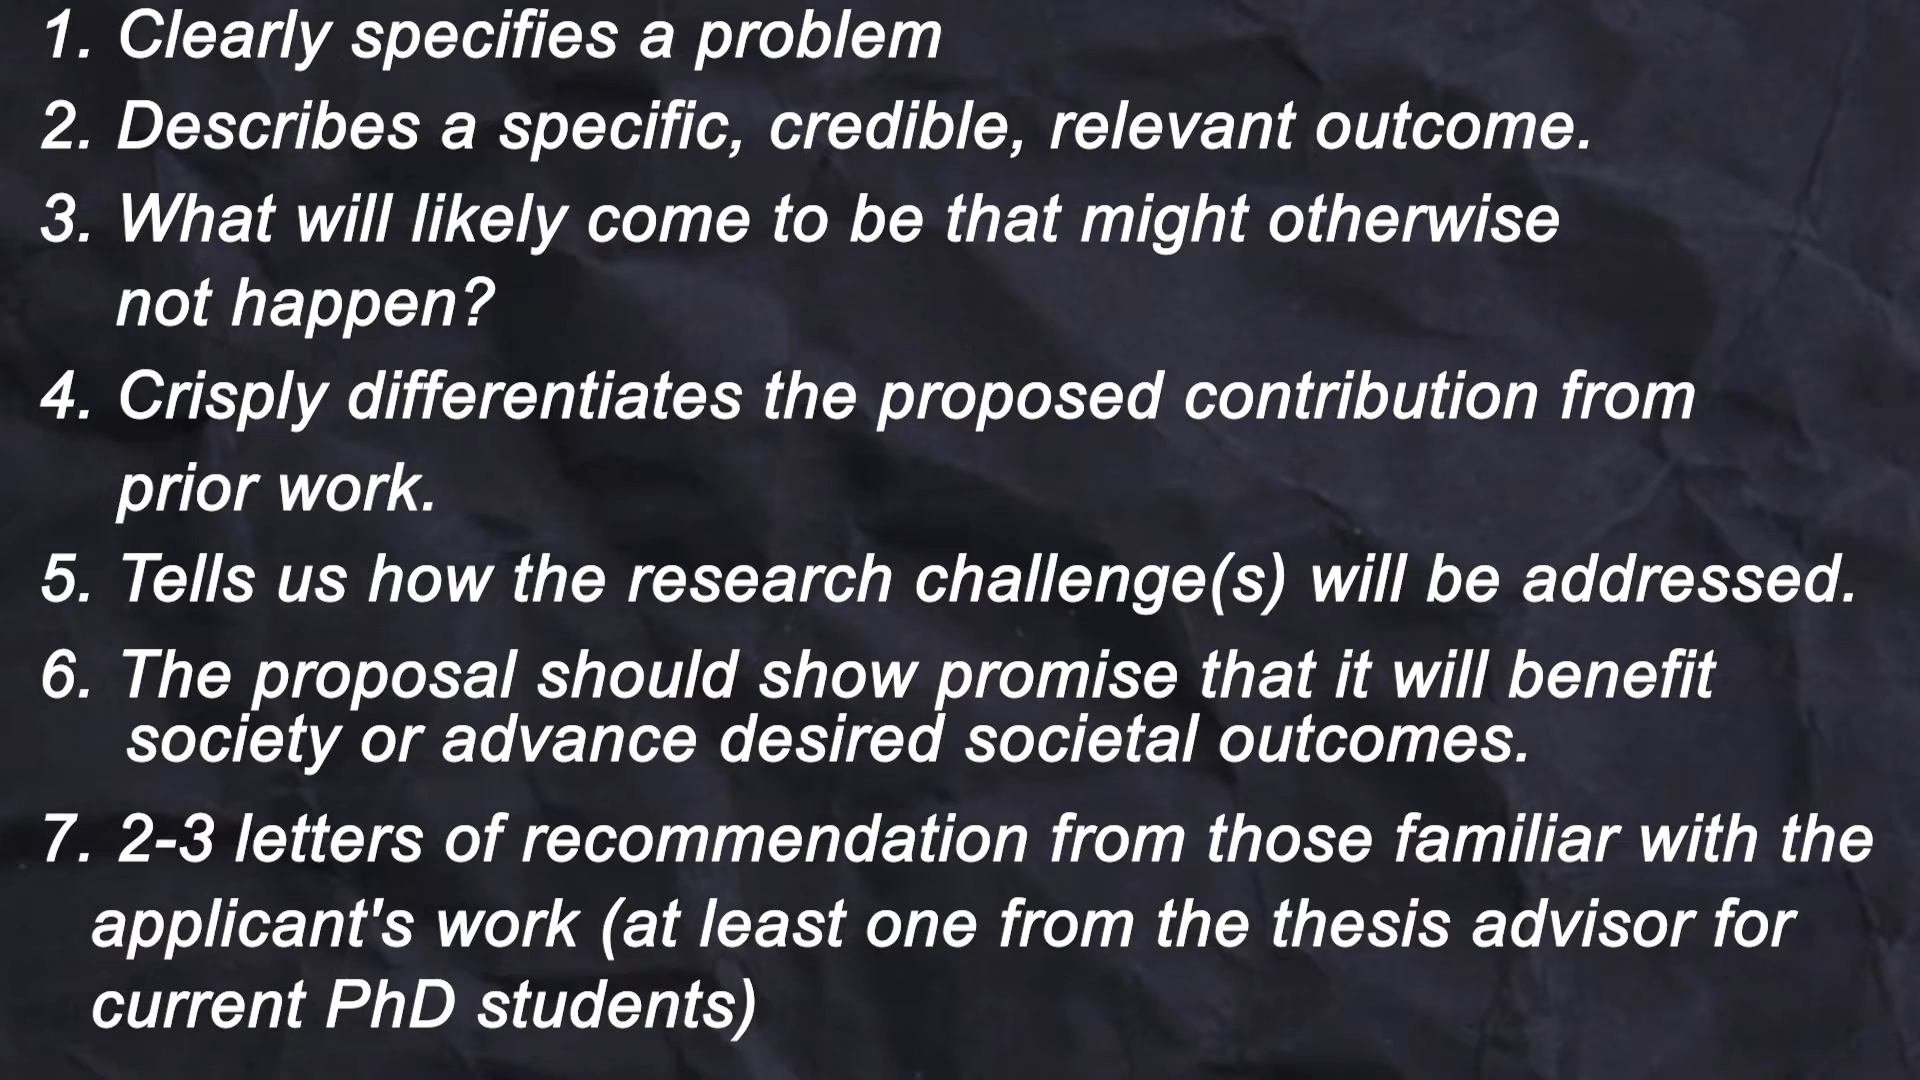 1. Clearly specifies a problem
2. Describes a specific, credible, relevant outcome.
3. What will likely come to be that might otherwise
not happen?
4. Crisply differentiates the proposed contribution from
prior work.
5. Tells us how the research challenge(s) will be addressed.
6. The proposal should show promise that it will benefit
society or advance desired societal outcomes.
7. 2-3 letters of recommendation from those familiar with the
applicant's work (at least one from the thesis advisor for
current PhD students)